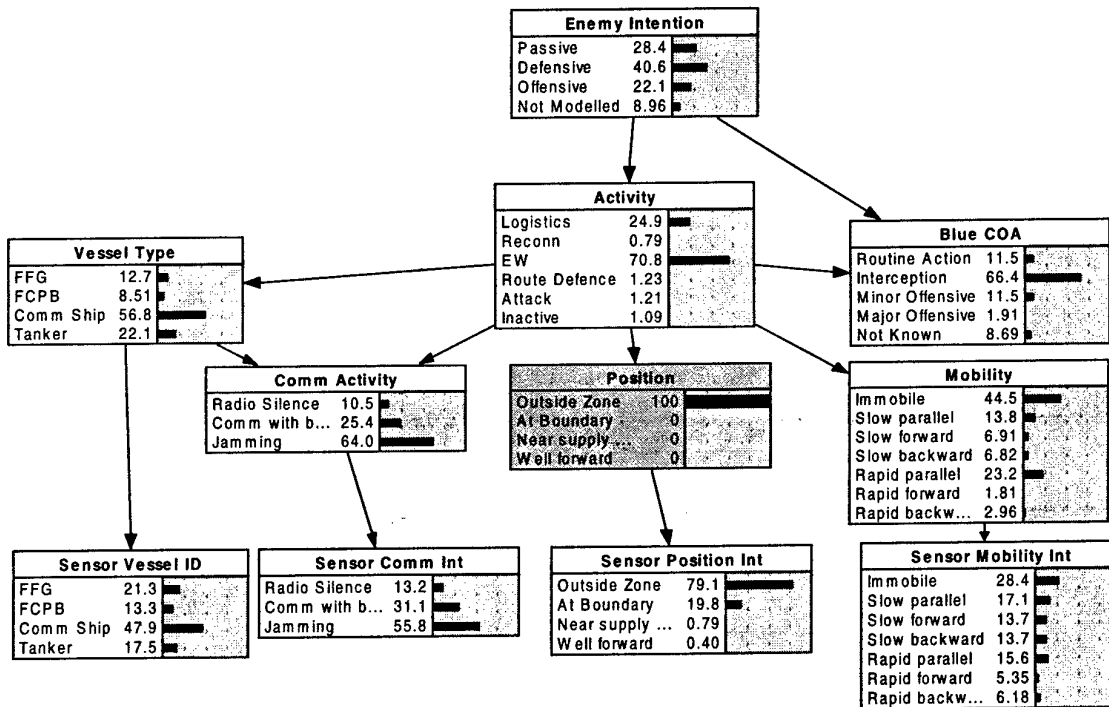 Enemy Intention
Passive 28.4
Defensive 40.6
Offensive 22.1
Not Modelled 8.96
Activity
Logistics 24.9
Reconn 0.79
EW 70.8
Route Defence 1.23
Attack 1.21
Inactive 1.09
Blue COA
Routine Action 11.5
Interception 66.4
Minor Offensive 11.5
Major Offensive 1.91
Not Known 8.69
Vessel Type
FFG 12.7
FCPB 8.51
Comm Ship 56.8
Tanker 22.1
Comm Activity
Radio Silence 10.5
Comm with b... 25.4
Jamming 64.0
Position
Outside Zone 100
At Boundary 0
Near supply ... 0
Well forward 0
Mobility
Immobile 44.5
Slow parallel 13.8
Slow forward 6.91
Slow backward 6.82
Rapid parallel 23.2
Rapid forward 1.81
Rapid backw... 2.96
Sensor Vessel ID
FFG 21.3
FCPB 13.3
Comm Ship 47.9
Tanker 17.5
Sensor Comm Int
Radio Silence 13.2
Comm with b... 31.1
Jamming 55.8
Sensor Position Int
Outside Zone 79.1
At Boundary 19.8
Near supply ... 0.79
Well forward 0.40
Sensor Mobility Int
Immobile 28.4
Slow parallel 17.1
Slow forward 13.7
Slow backward 13.7
Rapid parallel 15.6
Rapid forward 5.35
Rapid backw... 6.18